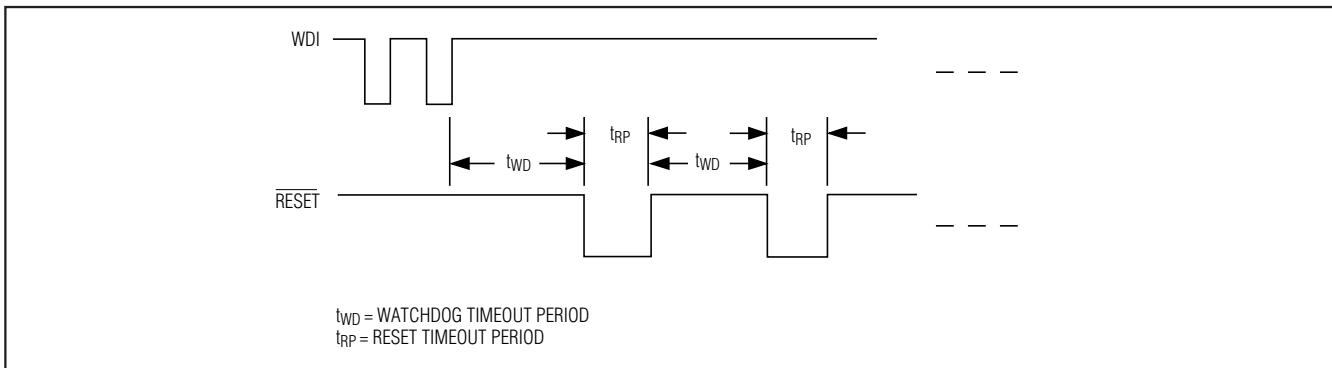 WDI
tRP tRP
tWD tWD
RESET
tWD = WATCHDOG TIMEOUT PERIOD
tRP = RESET TIMEOUT PERIOD